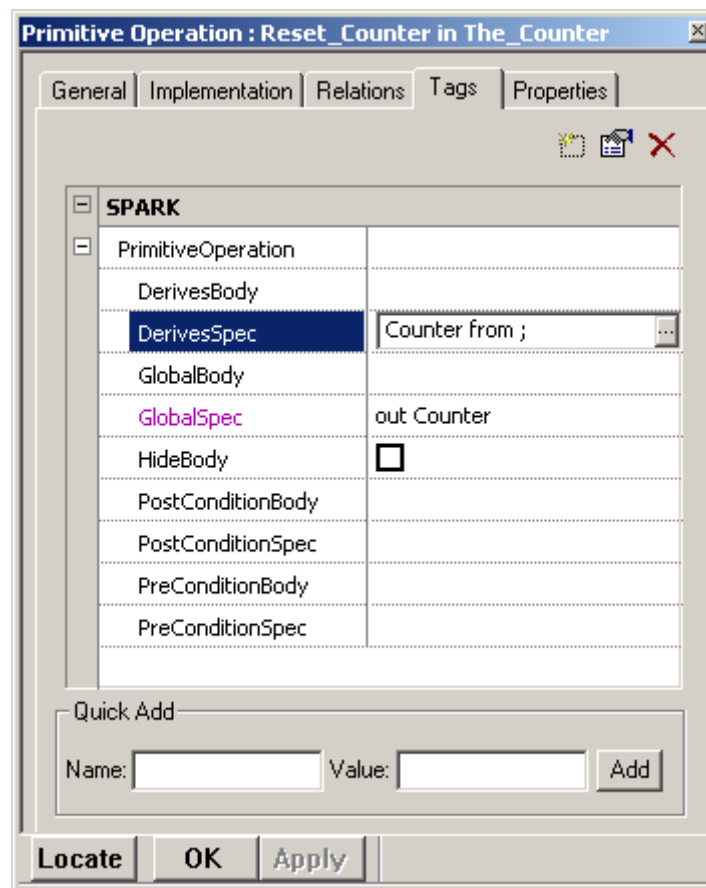 Primitive Operation : Reset_Counter in The_Counter
General Implementation Relations Tags Properties
SPARK
PrimitiveOperation
DerivesBody
DerivesSpec Counter from ; ...
GlobalBody
GlobalSpec out Counter
HideBody
PostConditionBody
PostConditionSpec
PreConditionBody
PreConditionSpec
Quick Add
Name: Value: Add
Locate OK Apply